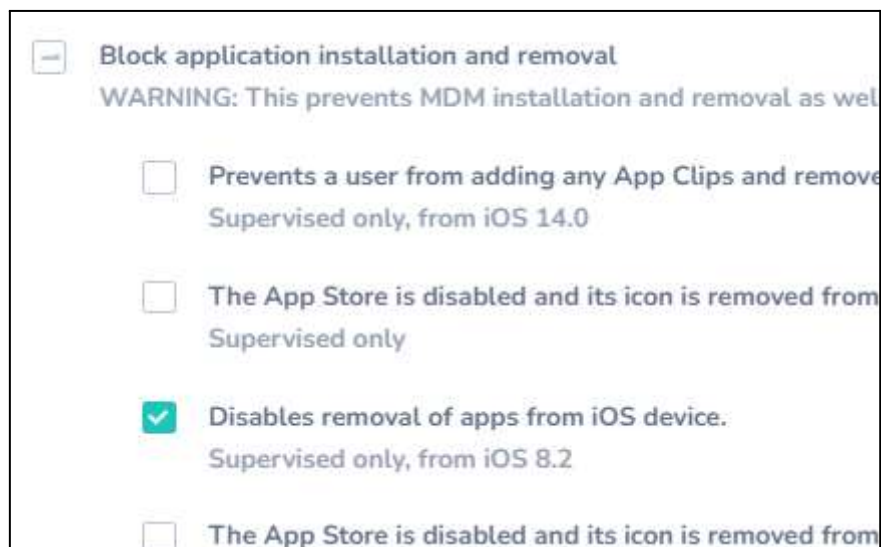 Block application installation and removal
WARNING: This prevents MDM installation and removal as wel
Prevents a user from adding any App Clips and remove
Supervised only, from iOS 14.0
The App Store is disabled and its icon is removed from
Supervised only
Disables removal of apps from iOS device.
Supervised only, from iOS 8.2
The App Store is disabled and its icon is removed from